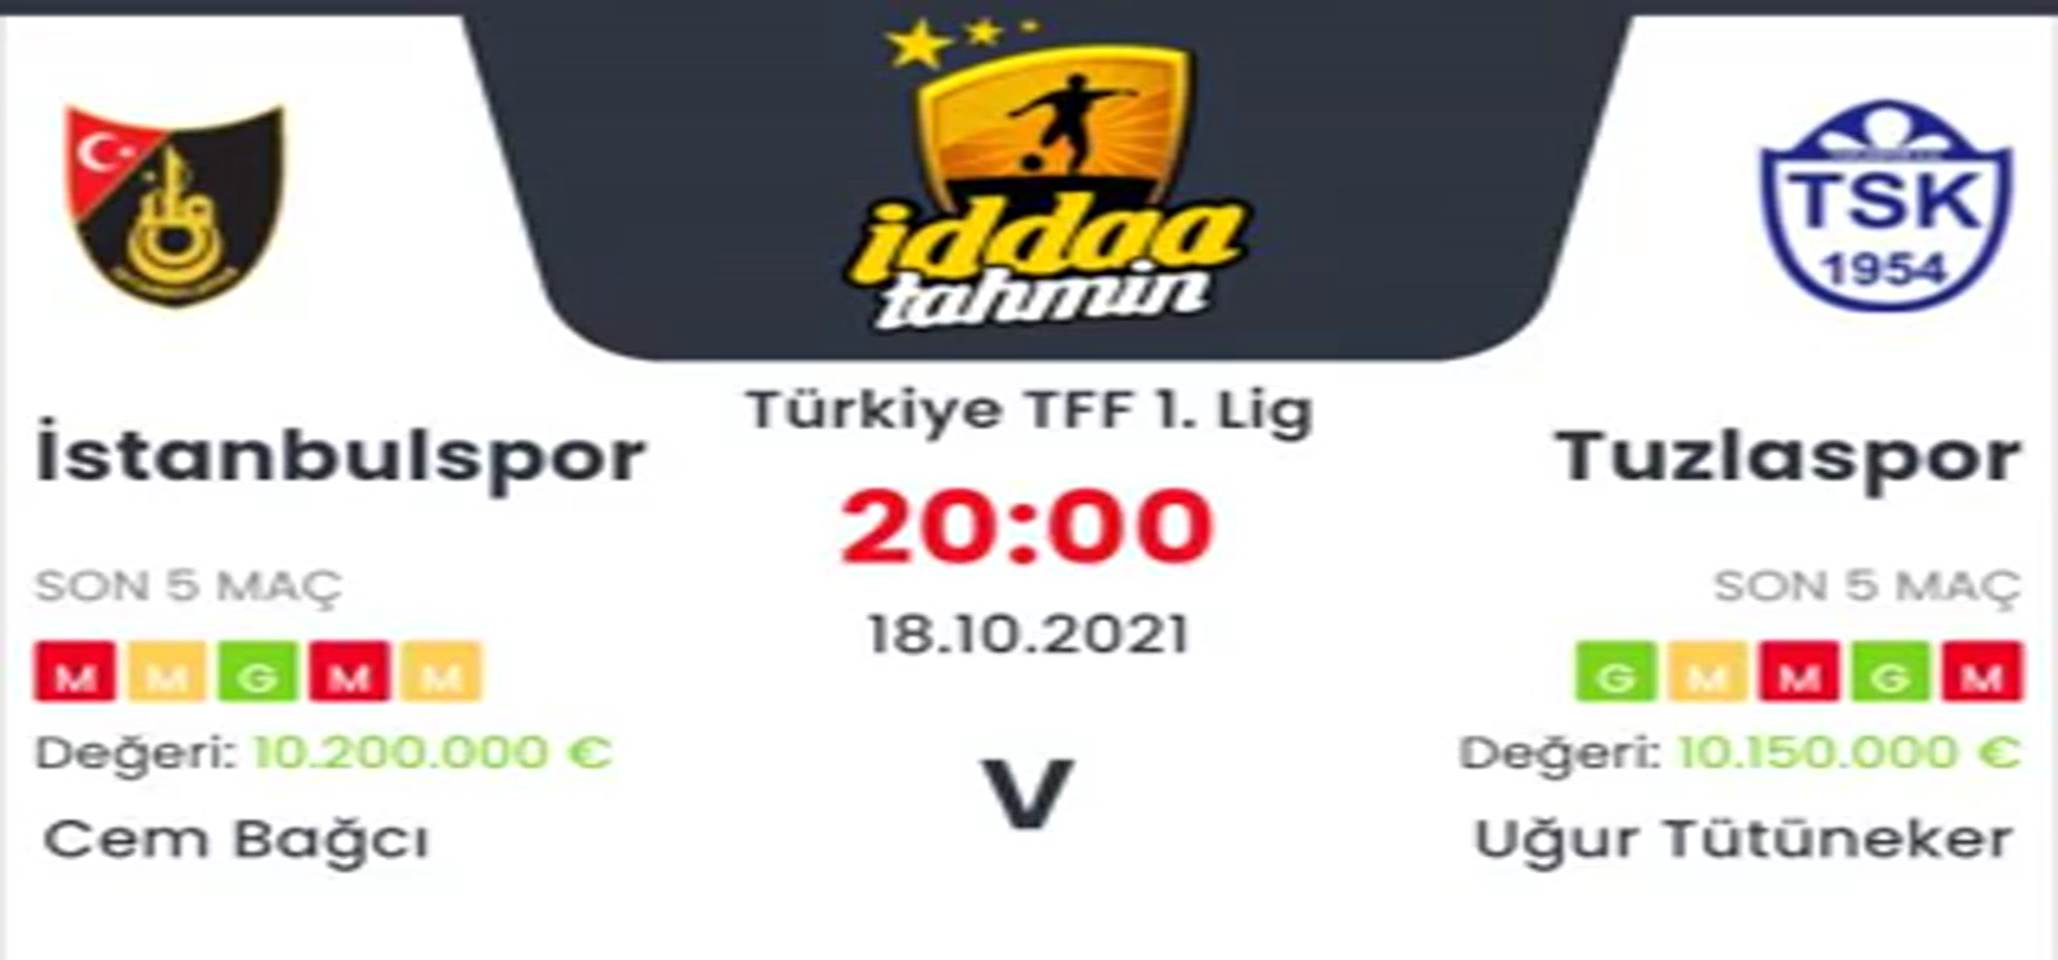 iddaa
tahmin
TSK
1954
Türkiye TFF 1. Lig
İstanbulspor
Tuzlaspor
20:00
SON 5 MAÇ
SON 5 MAÇ
18.10.2021
M M G M M
G M M G M
Değeri: 10.200.000 €
Değeri: 10.150.000 €
V
Cem Bağcı
Uğur Tütüneker